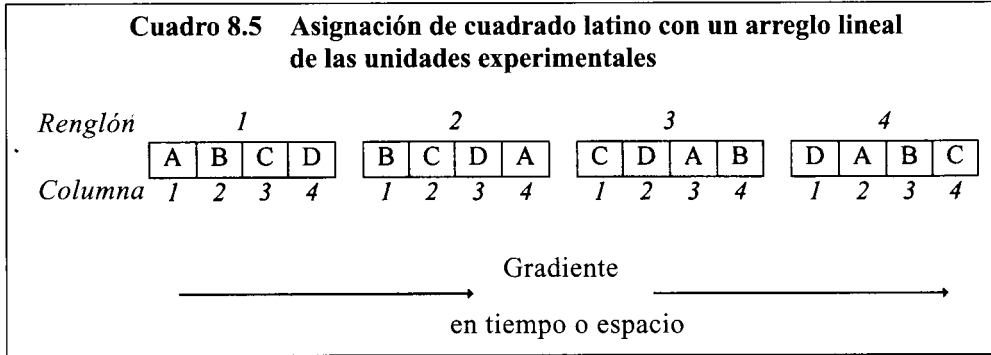 Cuadro 8.5 Asignación de cuadrado latino con un arreglo lineal
de las unidades experimentales
Renglón 1 2 3 4
A B C D B C D A C D A B D A B C
Columna 1 2 3 4 1 2 3 4 1 2 3 4 1 2 3 4
Gradiente
en tiempo o espacio